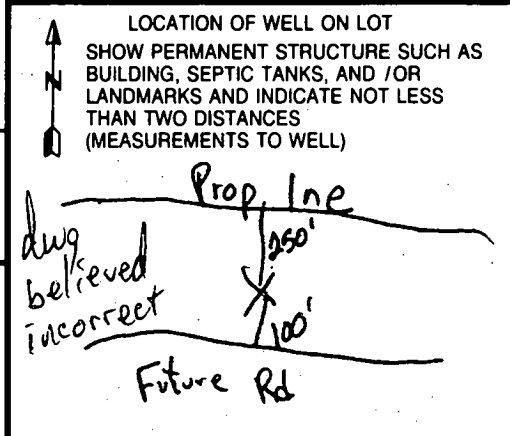 LOCATION OF WELL ON LOT
N
SHOW PERMANENT STRUCTURE SUCH AS
BUILDING, SEPTIC TANKS, AND /OR
LANDMARKS AND INDICATE NOT LESS
THAN TWO DISTANCES
(MEASUREMENTS TO WELL)
Prop. lne
250'
dwg
believed
incorrect
100'
Future Rd